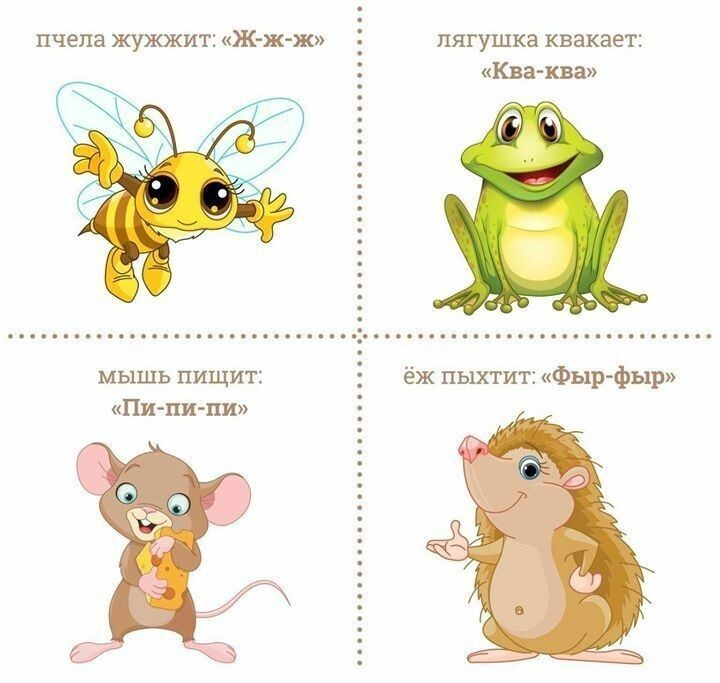 пчела жужжит: «Ж-ж-ж»
лягушка квакает:
«Ква-ква»
мышь пищит:
«Пи-пи-пи»
ёж пыхтит: «Фыр-фыр»